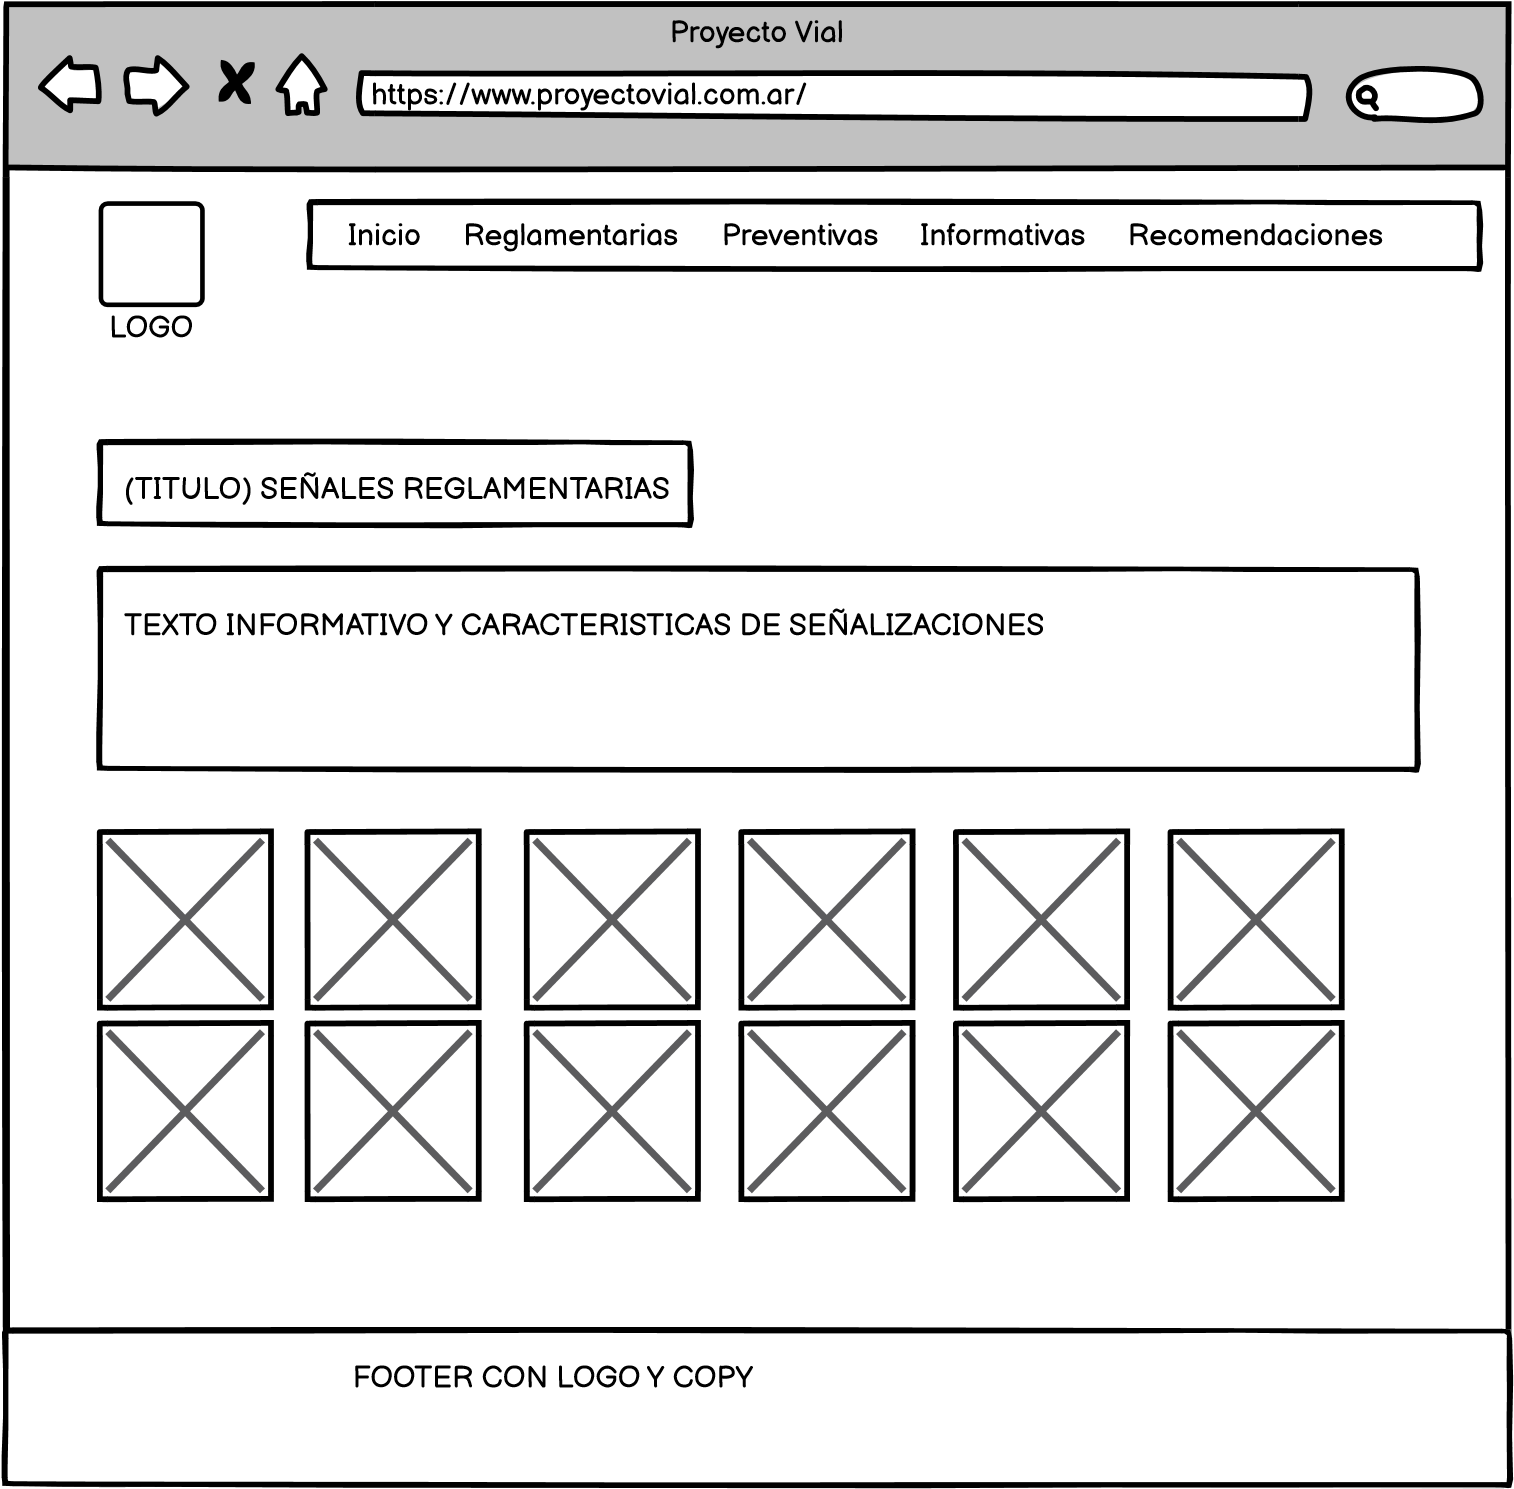 Proyecto Vial
https://www.proyectovial.com.ar/
Inicio Reglamentarias Preventivas Informativas Recomendaciones
LOGO
(TITULO) SEÑALES REGLAMENTARIAS
TEXTO INFORMATIVO Y CARACTERISTICAS DE SEÑALIZACIONES
FOOTER CON LOGO Y COPY